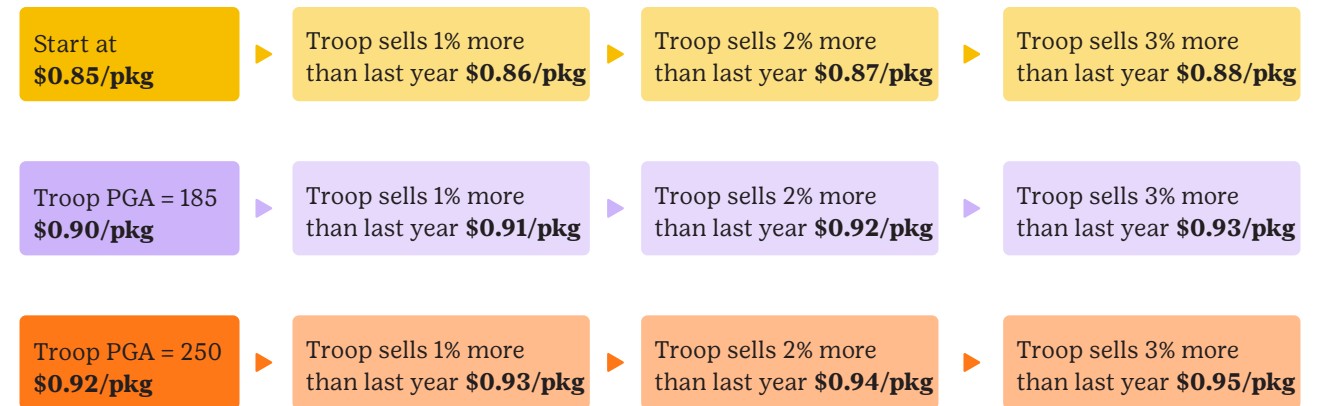 Start at
$0.85/pkg
Troop sells 1% more
than last year $0.86/pkg
Troop sells 2% more
than last year $0.87/pkg
Troop sells 3% more
than last year $0.88/pkg
Troop PGA = 185
$0.90/pkg
Troop sells 1% more
than last year $0.91/pkg
Troop sells 2% more
than last year $0.92/pkg
Troop sells 3% more
than last year $0.93/pkg
Troop PGA = 250
$0.92/pkg
Troop sells 1% more
than last year $0.93/pkg
Troop sells 2% more
than last year $0.94/pkg
Troop sells 3% more
than last year $0.95/pkg